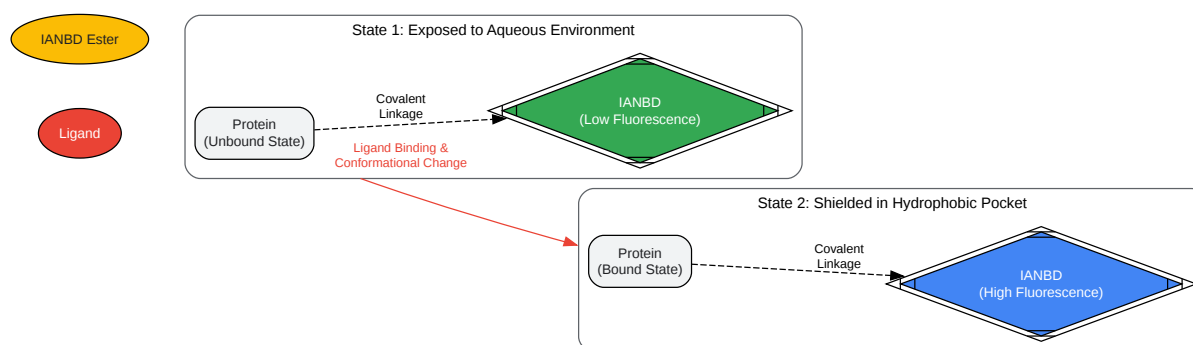 IANBD Ester
Ligand
State 1: Exposed to Aqueous Environment
Protein
(Unbound State)
Covalent
Linkage
IANBD
(Low Fluorescence)
Ligand Binding &
Conformational Change
State 2: Shielded in Hydrophobic Pocket
Protein
(Bound State)
Covalent
Linkage
IANBD
(High Fluorescence)